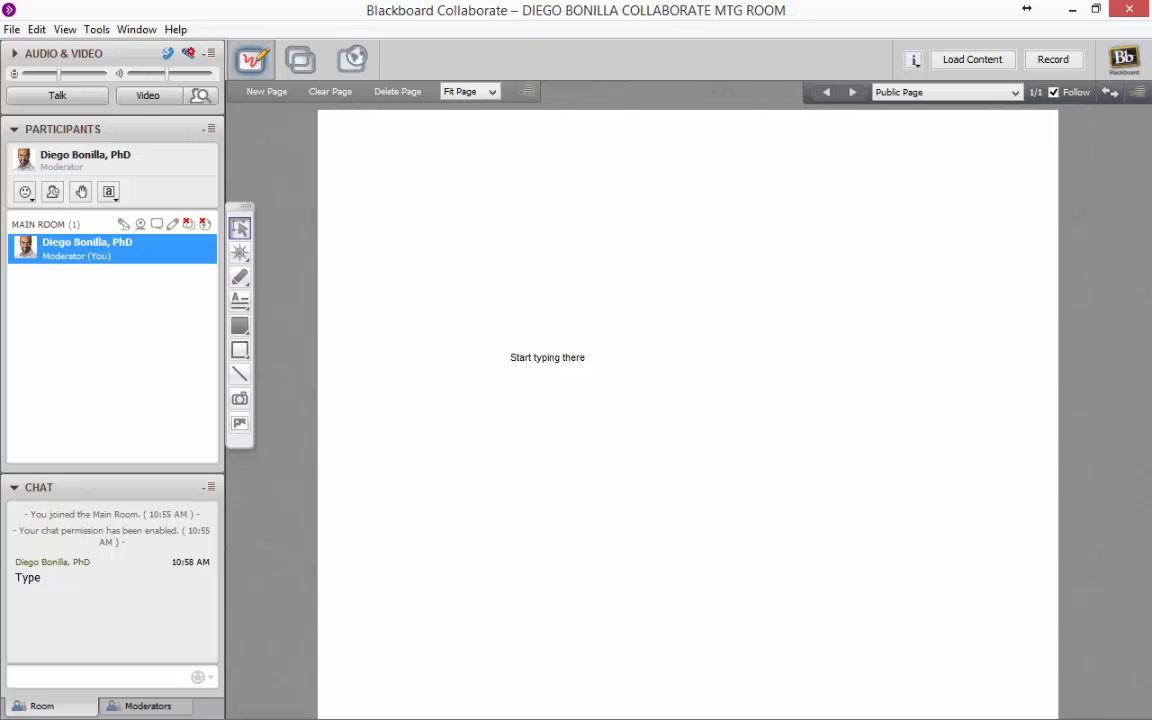 Blackboard Collaborate – DIEGO BONILLA COLLABORATE MTG ROOM
File Edit View Tools Window Help
AUDIO & VIDEO
Talk Video
PARTICIPANTS
Diego Bonilla, PhD
Moderator
MAIN ROOM (1)
Diego Bonilla, PhD
Moderator (You)
CHAT
- You joined the Main Room. ( 10:55 AM ) -
- Your chat permission has been enabled. ( 10:55
AM ) -
Diego Bonilla, PhD 10:58 AM
Type
Room Moderators
Load Content Record
Bb
Blackboard
New Page Clear Page Delete Page Fit Page
Public Page 1/1 Follow
Start typing there